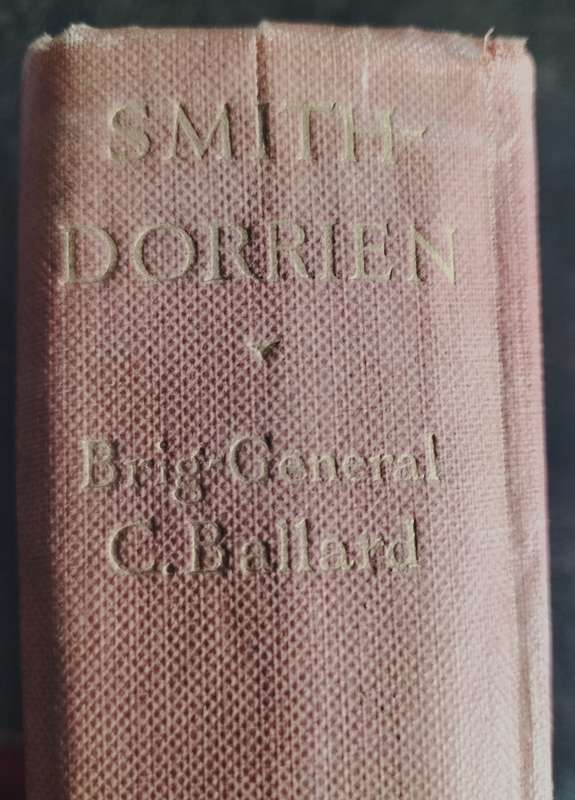 SMITH-
DORRIEN
Brig-General
C. Ballard